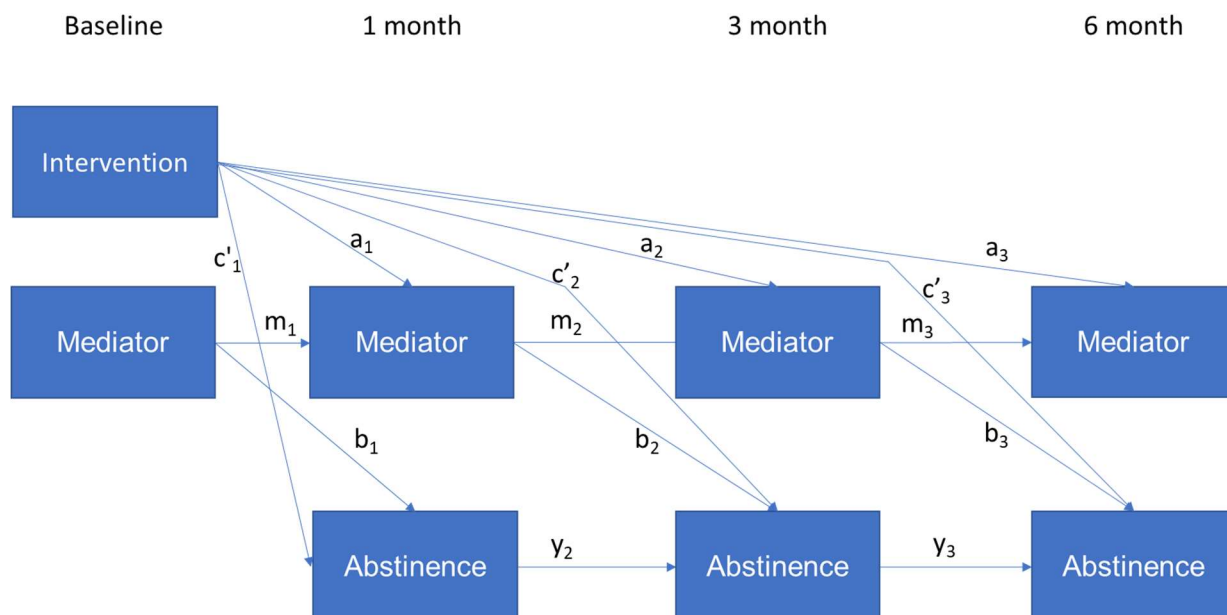 Baseline 1 month 3 month 6 month
Intervention
a₁ a₂ a₃
c'₁ c’₂ c’₃
Mediator m₁ Mediator m₂ Mediator m₃ Mediator
b₁ b₂ b₃
Abstinence y₂ Abstinence y₃ Abstinence